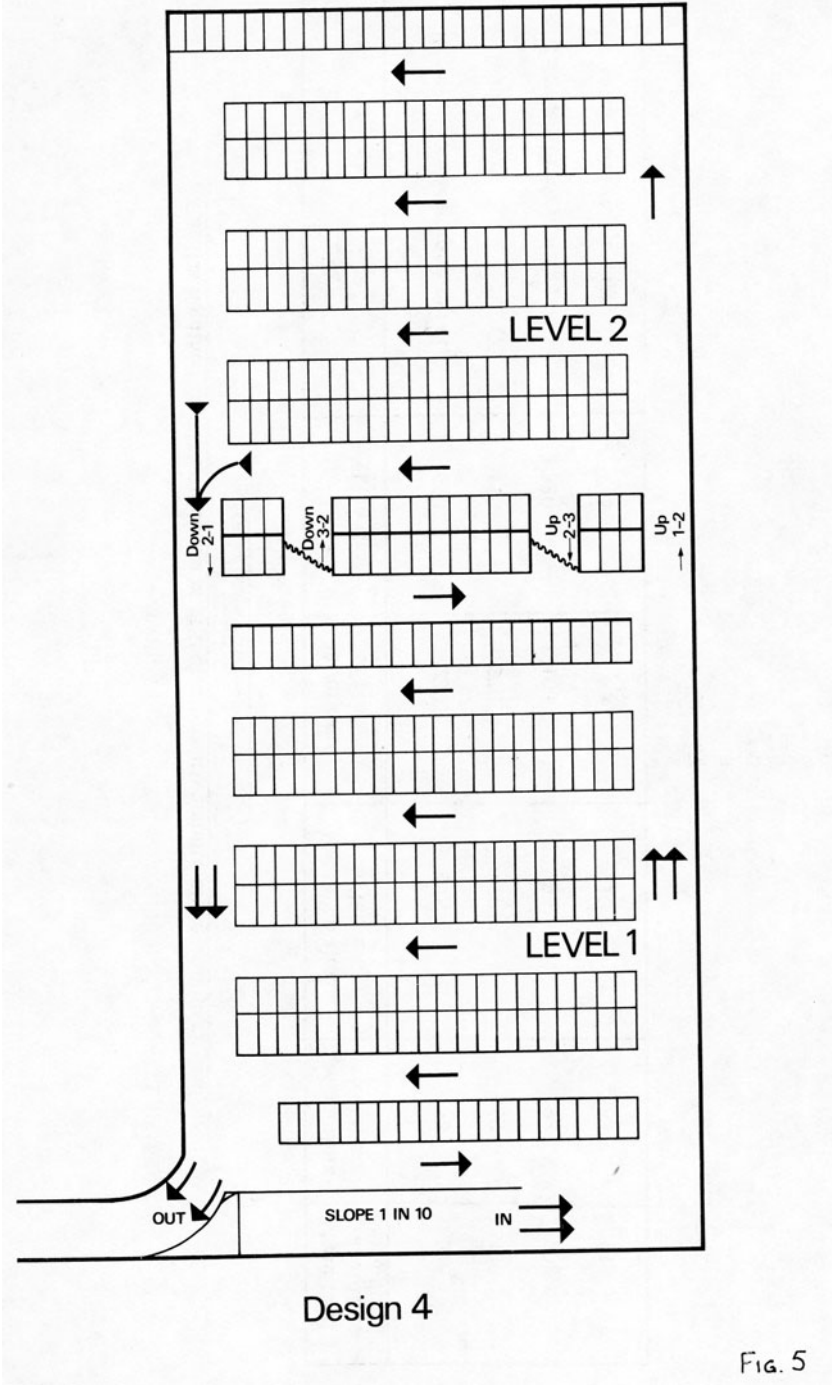 LEVEL 2
Down
2-1
Down
3-2
Up
2-3
Up
1-2
LEVEL 1
OUT
SLOPE 1 IN 10
IN
Design 4
FIG. 5